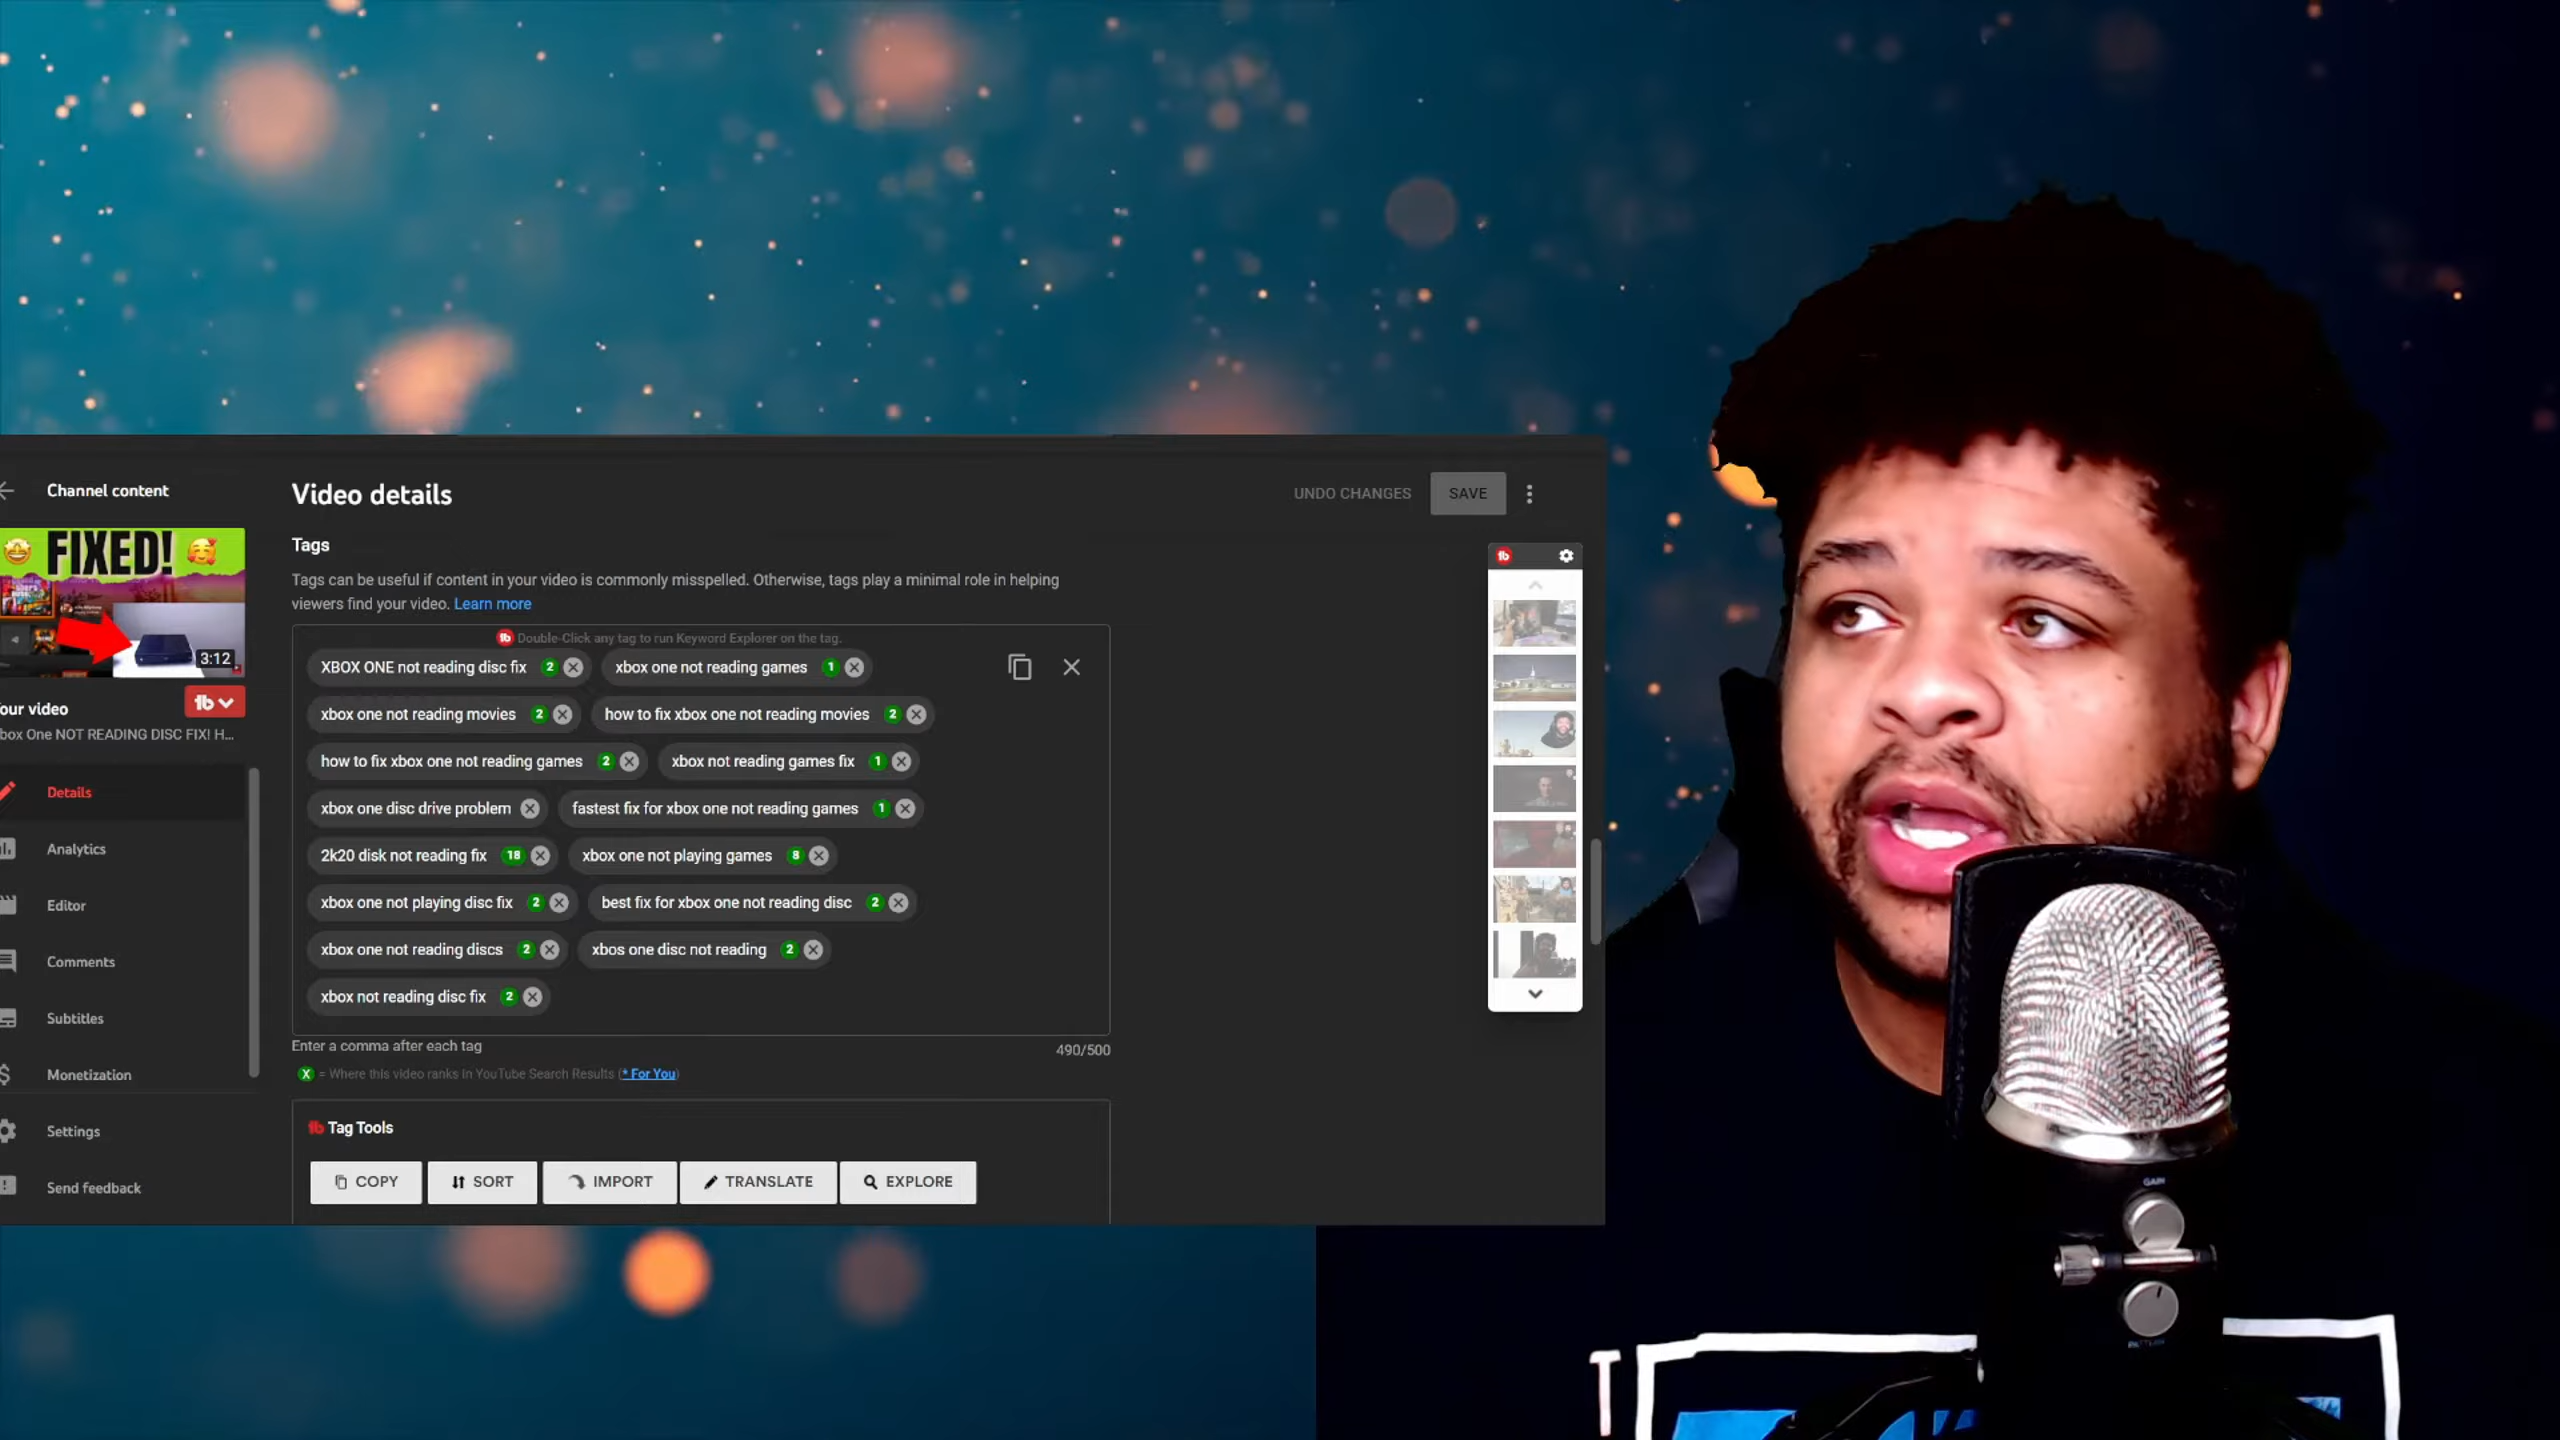 Channel content
FIXED!
3:12
our video
box One NOT READING DISC FIX! H...
Details
Analytics
Editor
Comments
Subtitles
Monetization
Settings
Send feedback
Video details
UNDO CHANGES
SAVE
Tags
Tags can be useful if content in your video is commonly misspelled. Otherwise, tags play a minimal role in helping
viewers find your video. Learn more
Double-Click any tag to run Keyword Explorer on the tag.
XBOX ONE not reading disc fix 2
xbox one not reading games 1
xbox one not reading movies 2
how to fix xbox one not reading movies 2
how to fix xbox one not reading games 2
xbox not reading games fix 1
xbox one disc drive problem
fastest fix for xbox one not reading games 1
2k20 disk not reading fix 18
xbox one not playing games 8
xbox one not playing disc fix 2
best fix for xbox one not reading disc 2
xbox one not reading discs 2
xbos one disc not reading 2
xbox not reading disc fix 2
Enter a comma after each tag
490/500
X = Where this video ranks in YouTube Search Results (* For You)
tb Tag Tools
COPY
SORT
IMPORT
TRANSLATE
EXPLORE
tb
GAIN
PATTERN